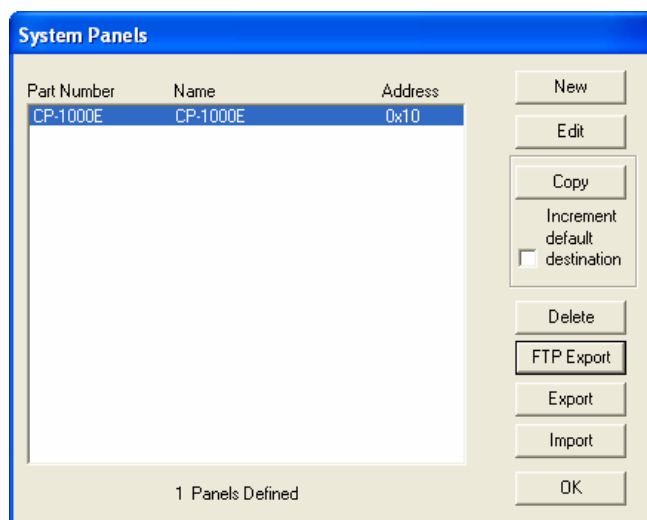 System Panels
Part Number Name Address
CP-1000E CP-1000E 0x10
1 Panels Defined
New
Edit
Copy
Increment
default
destination
Delete
FTP Export
Export
Import
OK